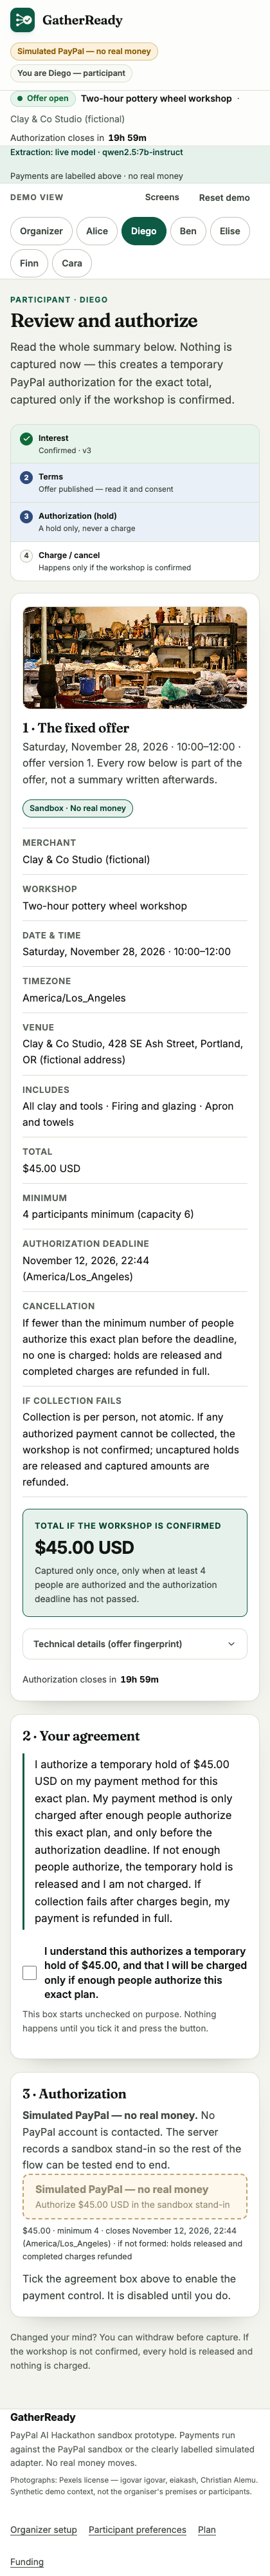 GatherReady
Simulated PayPal — no real money
You are Diego — participant
Offer open Two-hour pottery wheel workshop ·
Clay & Co Studio (fictional)
Authorization closes in 19h 59m
Extraction: live model · qwen2.5:7b-instruct
Payments are labelled above · no real money
DEMO VIEW Screens Reset demo
Organizer Alice Diego Ben Elise
Finn Cara
PARTICIPANT · DIEGO
Review and authorize
Read the whole summary below. Nothing is
captured now — this creates a temporary
PayPal authorization for the exact total,
captured only if the workshop is confirmed.
Interest
Confirmed · v3
2 Terms
Offer published — read it and consent
3 Authorization (hold)
A hold only, never a charge
4 Charge / cancel
Happens only if the workshop is confirmed
1 · The fixed offer
Saturday, November 28, 2026 · 10:00–12:00 ·
offer version 1. Every row below is part of the
offer, not a summary written afterwards.
Sandbox · No real money
MERCHANT
Clay & Co Studio (fictional)
WORKSHOP
Two-hour pottery wheel workshop
DATE & TIME
Saturday, November 28, 2026 · 10:00–12:00
TIMEZONE
America/Los_Angeles
VENUE
Clay & Co Studio, 428 SE Ash Street, Portland,
OR (fictional address)
INCLUDES
All clay and tools · Firing and glazing · Apron
and towels
TOTAL
$45.00 USD
MINIMUM
4 participants minimum (capacity 6)
AUTHORIZATION DEADLINE
November 12, 2026, 22:44
(America/Los_Angeles)
CANCELLATION
If fewer than the minimum number of people
authorize this exact plan before the deadline,
no one is charged: holds are released and
completed charges are refunded in full.
IF COLLECTION FAILS
Collection is per person, not atomic. If any
authorized payment cannot be collected, the
workshop is not confirmed; uncaptured holds
are released and captured amounts are
refunded.
TOTAL IF THE WORKSHOP IS CONFIRMED
$45.00 USD
Captured only once, only when at least 4
people are authorized and the authorization
deadline has not passed.
Technical details (offer fingerprint)
Authorization closes in 19h 59m
2 · Your agreement
I authorize a temporary hold of $45.00
USD on my payment method for this
exact plan. My payment method is only
charged after enough people authorize
this exact plan, and only before the
authorization deadline. If not enough
people authorize, the temporary hold is
released and I am not charged. If
collection fails after charges begin, my
payment is refunded in full.
I understand this authorizes a temporary
hold of $45.00, and that I will be charged
only if enough people authorize this
exact plan.
This box starts unchecked on purpose. Nothing
happens until you tick it and press the button.
3 · Authorization
Simulated PayPal — no real money. No
PayPal account is contacted. The server
records a sandbox stand-in so the rest of the
flow can be tested end to end.
Simulated PayPal — no real money
Authorize $45.00 USD in the sandbox stand-in
$45.00 · minimum 4 · closes November 12, 2026, 22:44
(America/Los_Angeles) · if not formed: holds released and
completed charges refunded
Tick the agreement box above to enable the
payment control. It is disabled until you do.
Changed your mind? You can withdraw before capture. If
the workshop is not confirmed, every hold is released and
nothing is charged.
GatherReady
PayPal AI Hackathon sandbox prototype. Payments run
against the PayPal sandbox or the clearly labelled simulated
adapter. No real money moves.
Photographs: Pexels license — igovar igovar, eiakash, Christian Alemu.
Synthetic demo context, not the organiser's premises or participants.
Organizer setup Participant preferences Plan
Funding